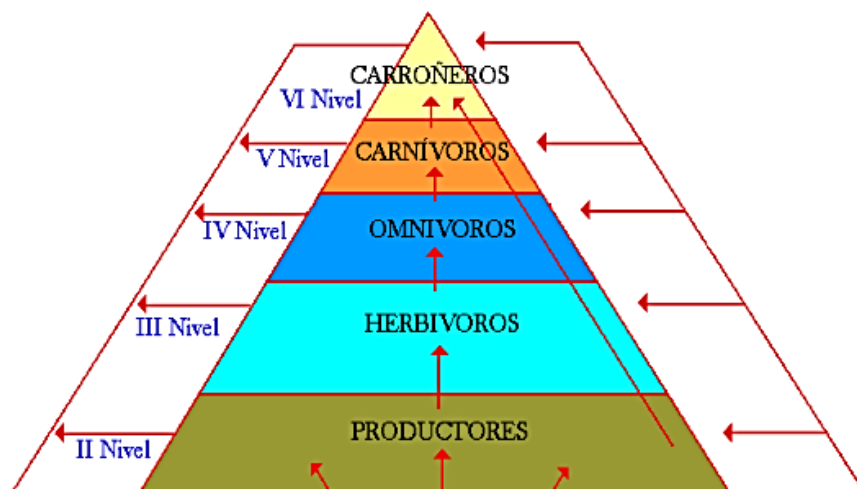 CARROÑEROS
VI Nivel
CARNÍVOROS
V Nivel
OMNIVOROS
IV Nivel
HERBIVOROS
III Nivel
PRODUCTORES
II Nivel